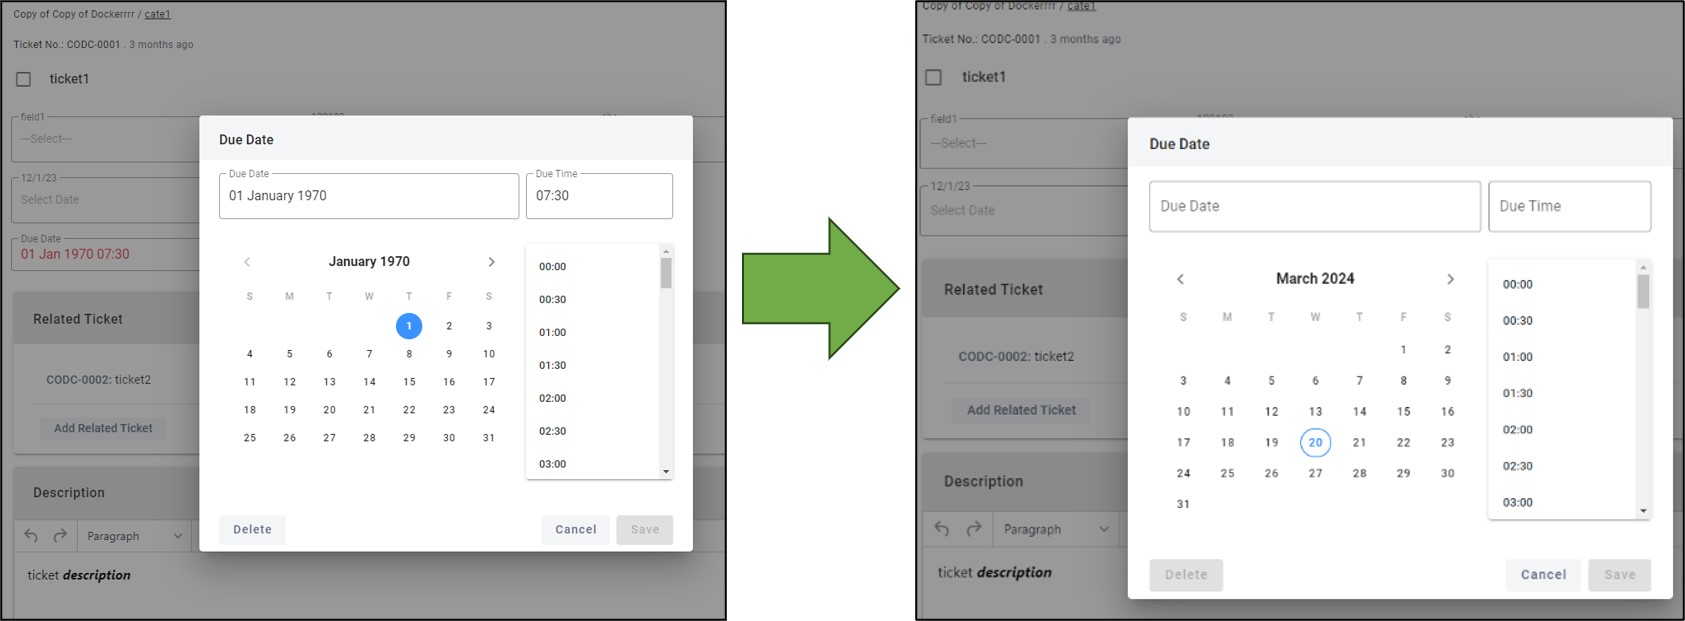 Copy of Copy of Dockerrrr / cate1
Ticket No.: CODC-0001 . 3 months ago
ticket1
field1
---Select---
12/1/23
Select Date
Due Date
01 Jan 1970 07:30
Related Ticket
CODC-0002: ticket2
Add Related Ticket
Description
Paragraph
ticket description
Due Date
Due Date
01 January 1970
Due Time
07:30
January 1970
S M T W T F S
1 2 3
4 5 6 7 8 9 10
11 12 13 14 15 16 17
18 19 20 21 22 23 24
25 26 27 28 29 30 31
00:00
00:30
01:00
01:30
02:00
02:30
03:00
Delete
Cancel
Save
Copy of Copy of Dockerrrr / cate1
Ticket No.: CODC-0001 . 3 months ago
ticket1
field1
---Select---
12/1/23
Select Date
Related Ticket
CODC-0002: ticket2
Add Related Ticket
Description
Paragraph
ticket description
Due Date
Due Date
Due Time
March 2024
S M T W T F S
1 2
3 4 5 6 7 8 9
10 11 12 13 14 15 16
17 18 19 20 21 22 23
24 25 26 27 28 29 30
31
00:00
00:30
01:00
01:30
02:00
02:30
03:00
Delete
Cancel
Save